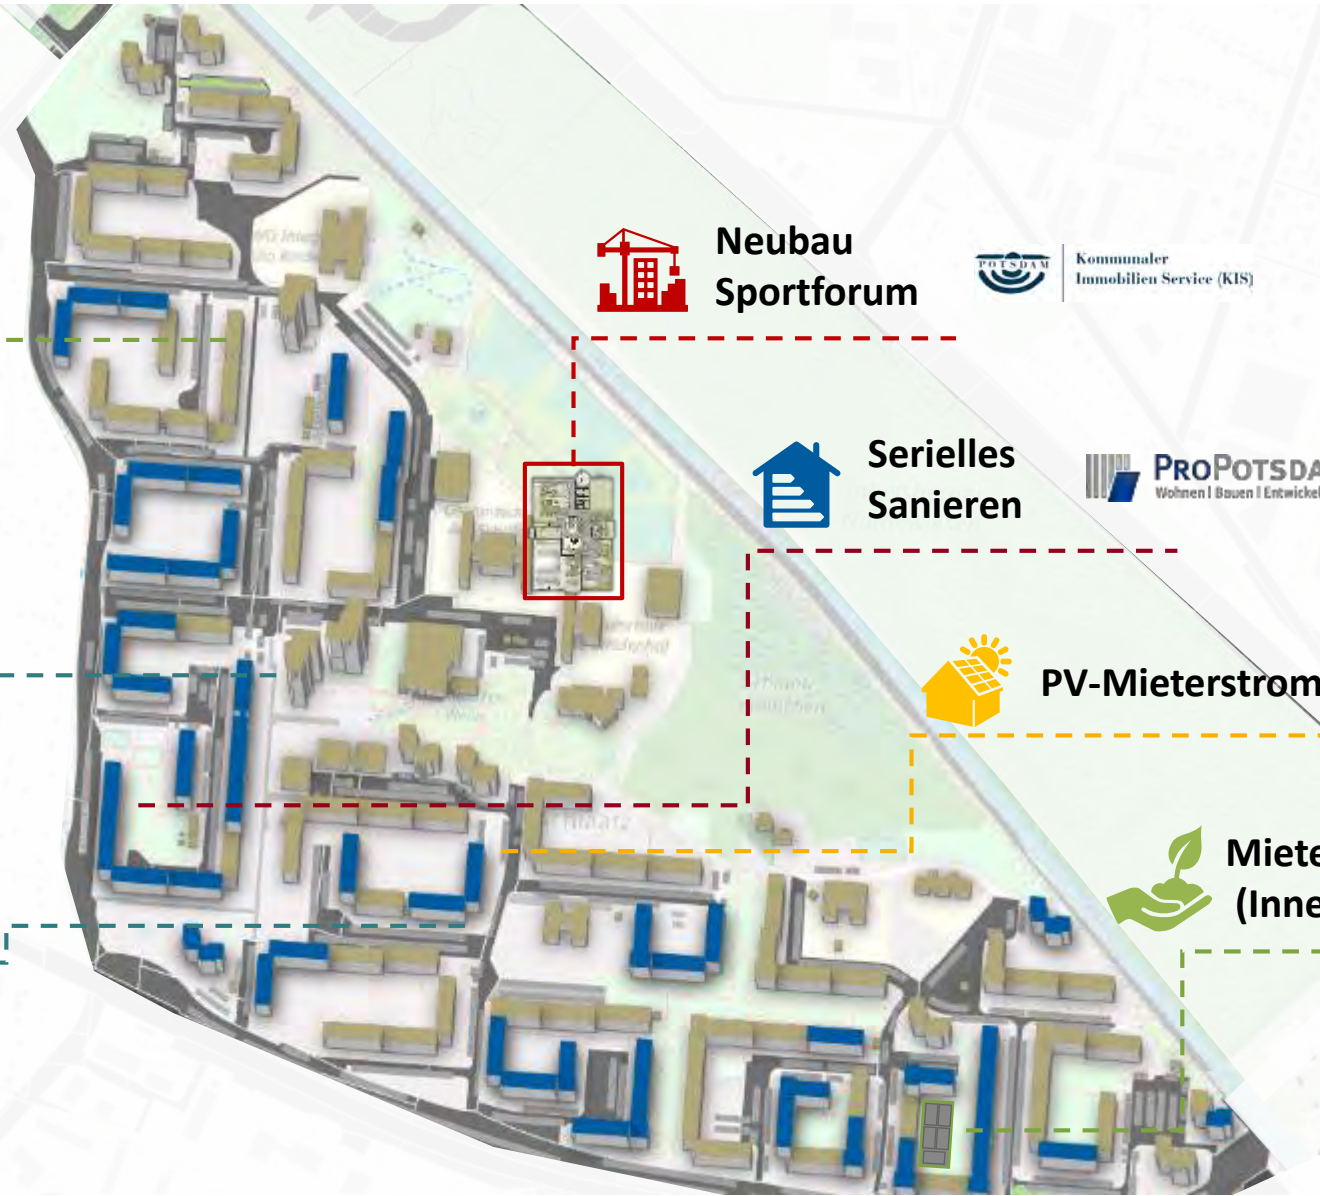 Neubau
Sportforum
POTSDAM
Kommunaler
Immobilien Service (KIS)
Serielles
Sanieren
PROPOTSDA
Wohnen | Bauen | Entwickel
PV-Mieterstrom
Miete
(Inne